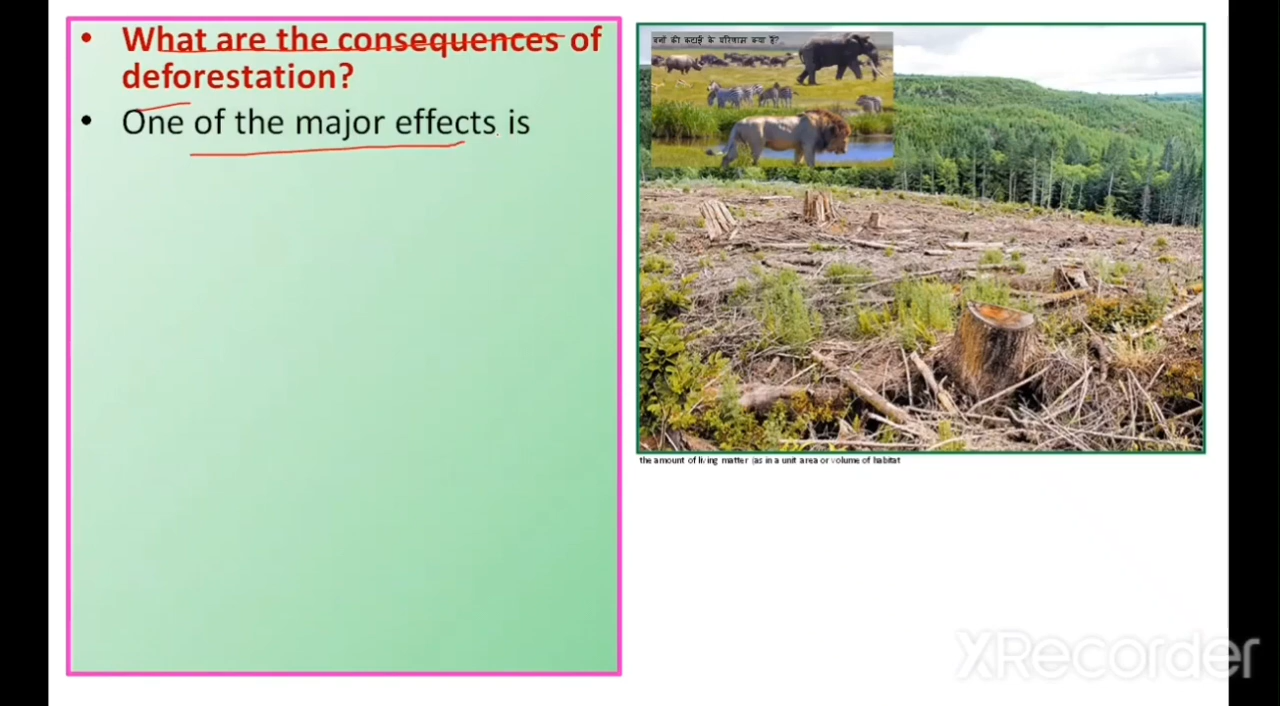 • What are the consequences of
deforestation?
• One of the major effects is
वनों की कटाई के परिणाम क्या हैं?
the amount of living matter (as in a unit area or volume of habitat
XRecorder